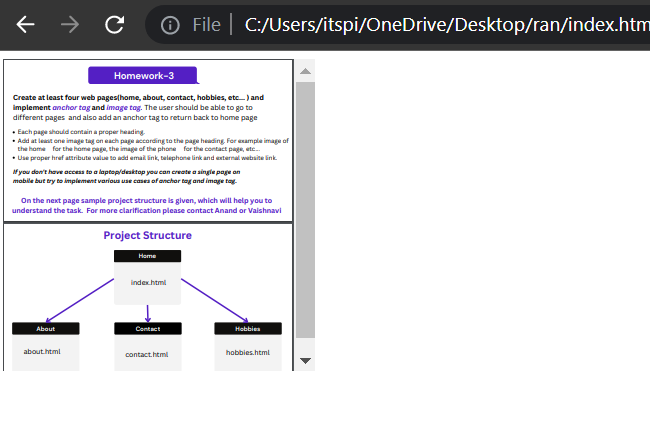 File | C:/Users/itspi/OneDrive/Desktop/ran/index.htm
Homework-3
Create at least four web pages(home, about, contact, hobbies, etc... ) and
implement anchor tag and image tag. The user should be able to go to
different pages and also add an anchor tag to return back to home page
• Each page should contain a proper heading.
• Add at least one image tag on each page according to the page heading. For example image of
the home for the home page, the image of the phone for the contact page, etc...
• Use proper href attribute value to add email link, telephone link and external website link.
If you don't have access to a laptop/desktop you can create a single page on
mobile but try to implement various use cases of anchor tag and image tag.
On the next page sample project structure is given, which will help you to
understand the task. For more clarification please contact Anand or Vaishnavi
Project Structure
Home
index.html
About
Contact
Hobbies
about.html
contact.html
hobbies.html